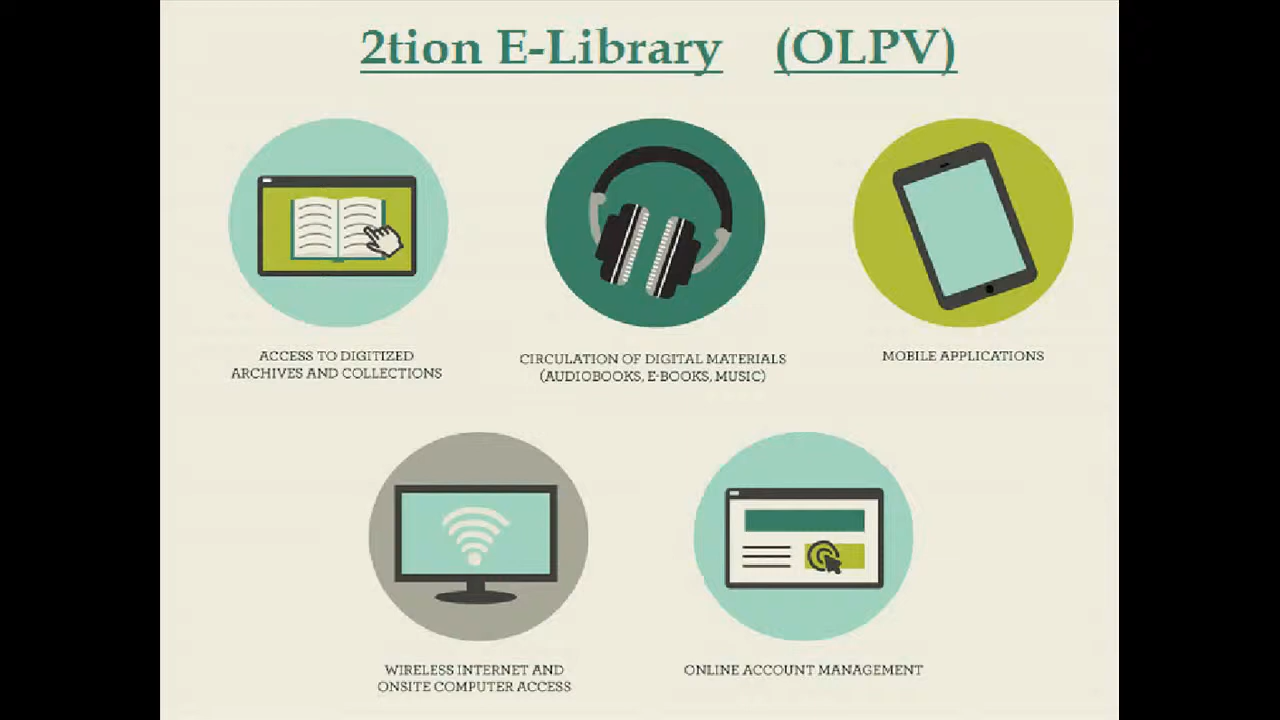 2tion E-Library (OLPV)
ACCESS TO DIGITIZED
ARCHIVES AND COLLECTIONS
CIRCULATION OF DIGITAL MATERIALS
(AUDIOBOOKS, E-BOOKS, MUSIC)
MOBILE APPLICATIONS
WIRELESS INTERNET AND
ONSITE COMPUTER ACCESS
ONLINE ACCOUNT MANAGEMENT